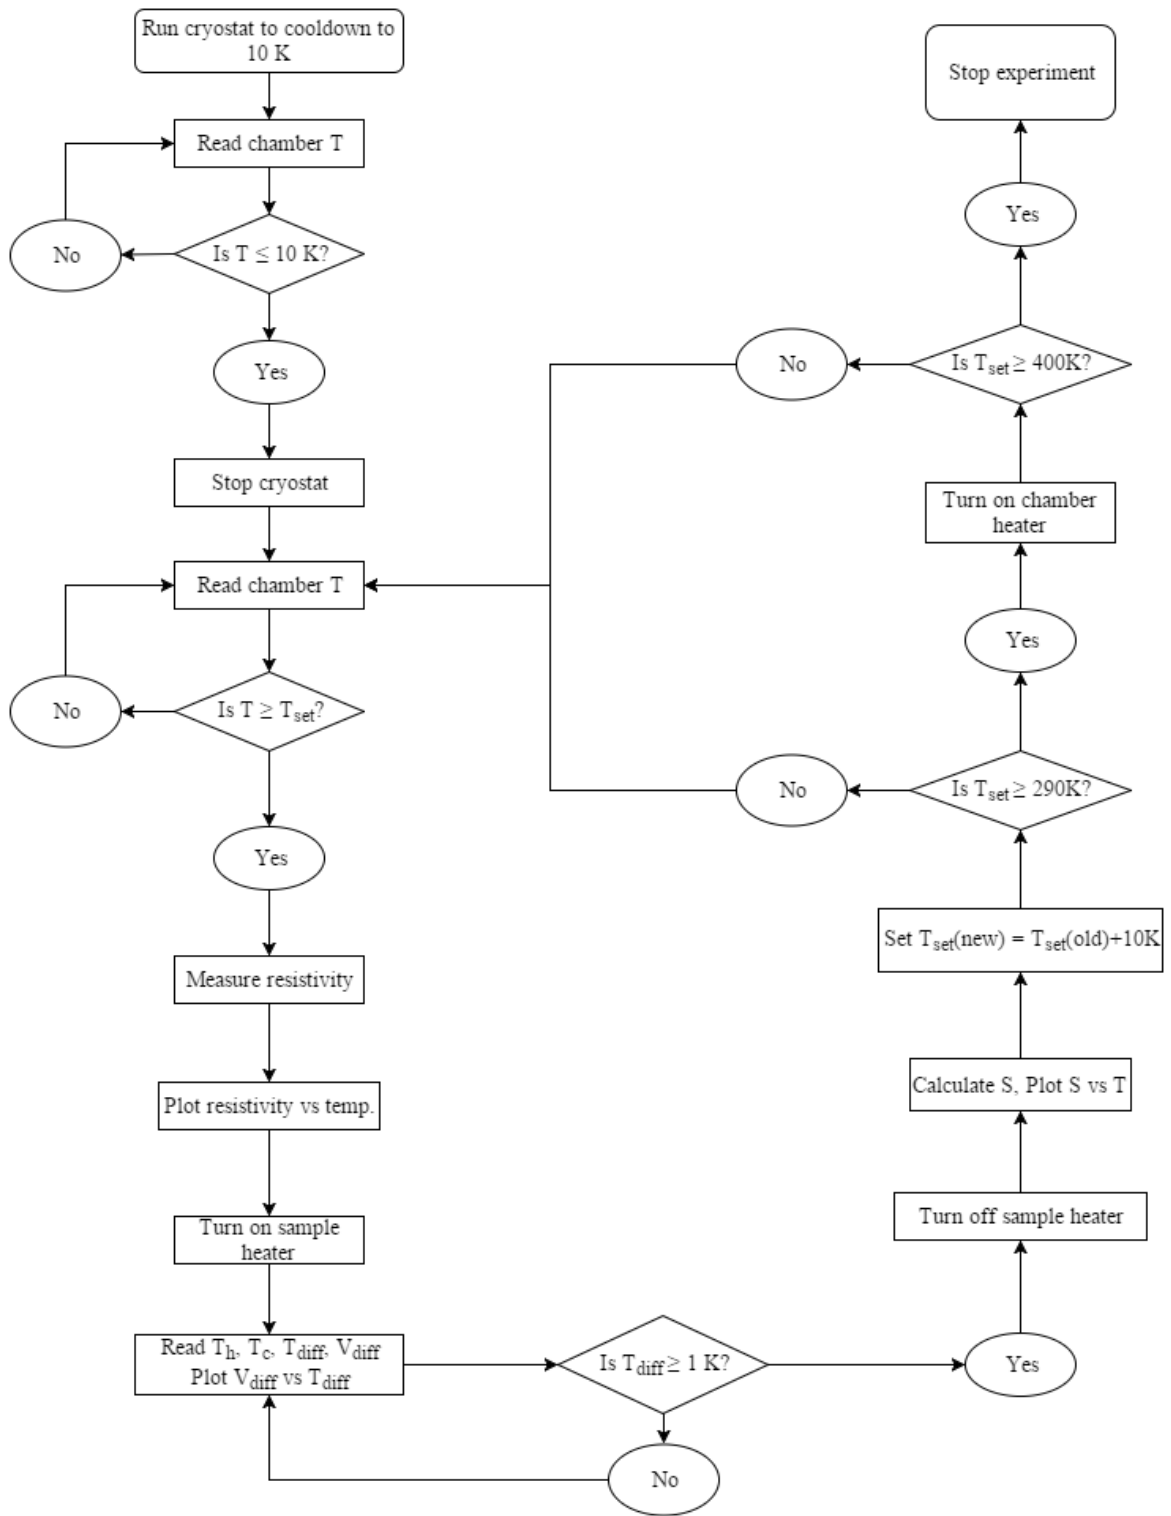 Run cryostat to cooldown to
10 K
Read chamber T
Is T ≤ 10 K?
No
Yes
Stop cryostat
Read chamber T
Is T ≥ Tset?
No
Yes
Measure resistivity
Plot resistivity vs temp.
Turn on sample
heater
Read Th, Tc, Tdiff, Vdiff
Plot Vdiff vs Tdiff
Is Tdiff ≥ 1 K?
No
Yes
Turn off sample heater
Calculate S, Plot S vs T
Set Tset(new) = Tset(old)+10K
Is Tset ≥ 290K?
No
Yes
Turn on chamber
heater
Is Tset ≥ 400K?
No
Yes
Stop experiment